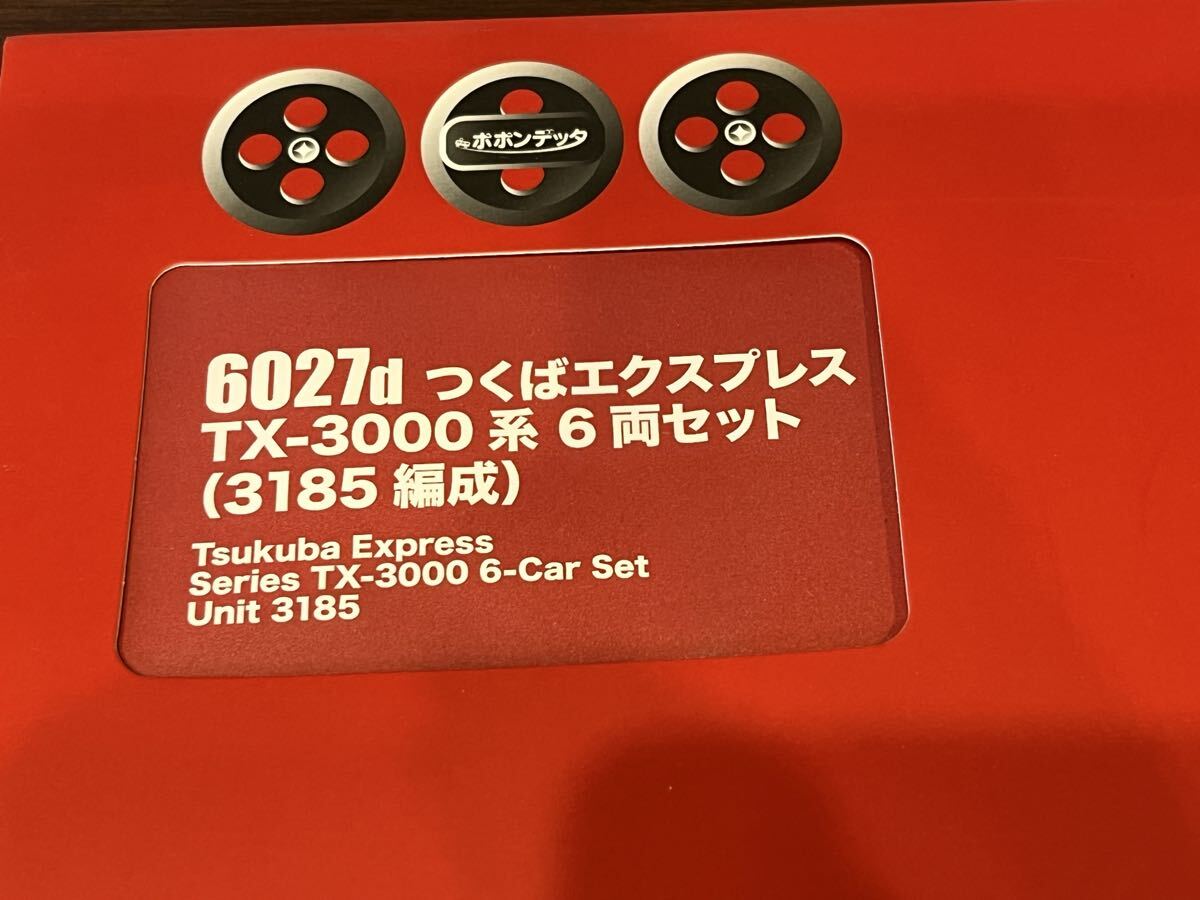 ポポンデッタ
6027d つくばエクスプレス
TX-3000 系 6 両セット
(3185 編成)
Tsukuba Express
Series TX-3000 6-Car Set
Unit 3185